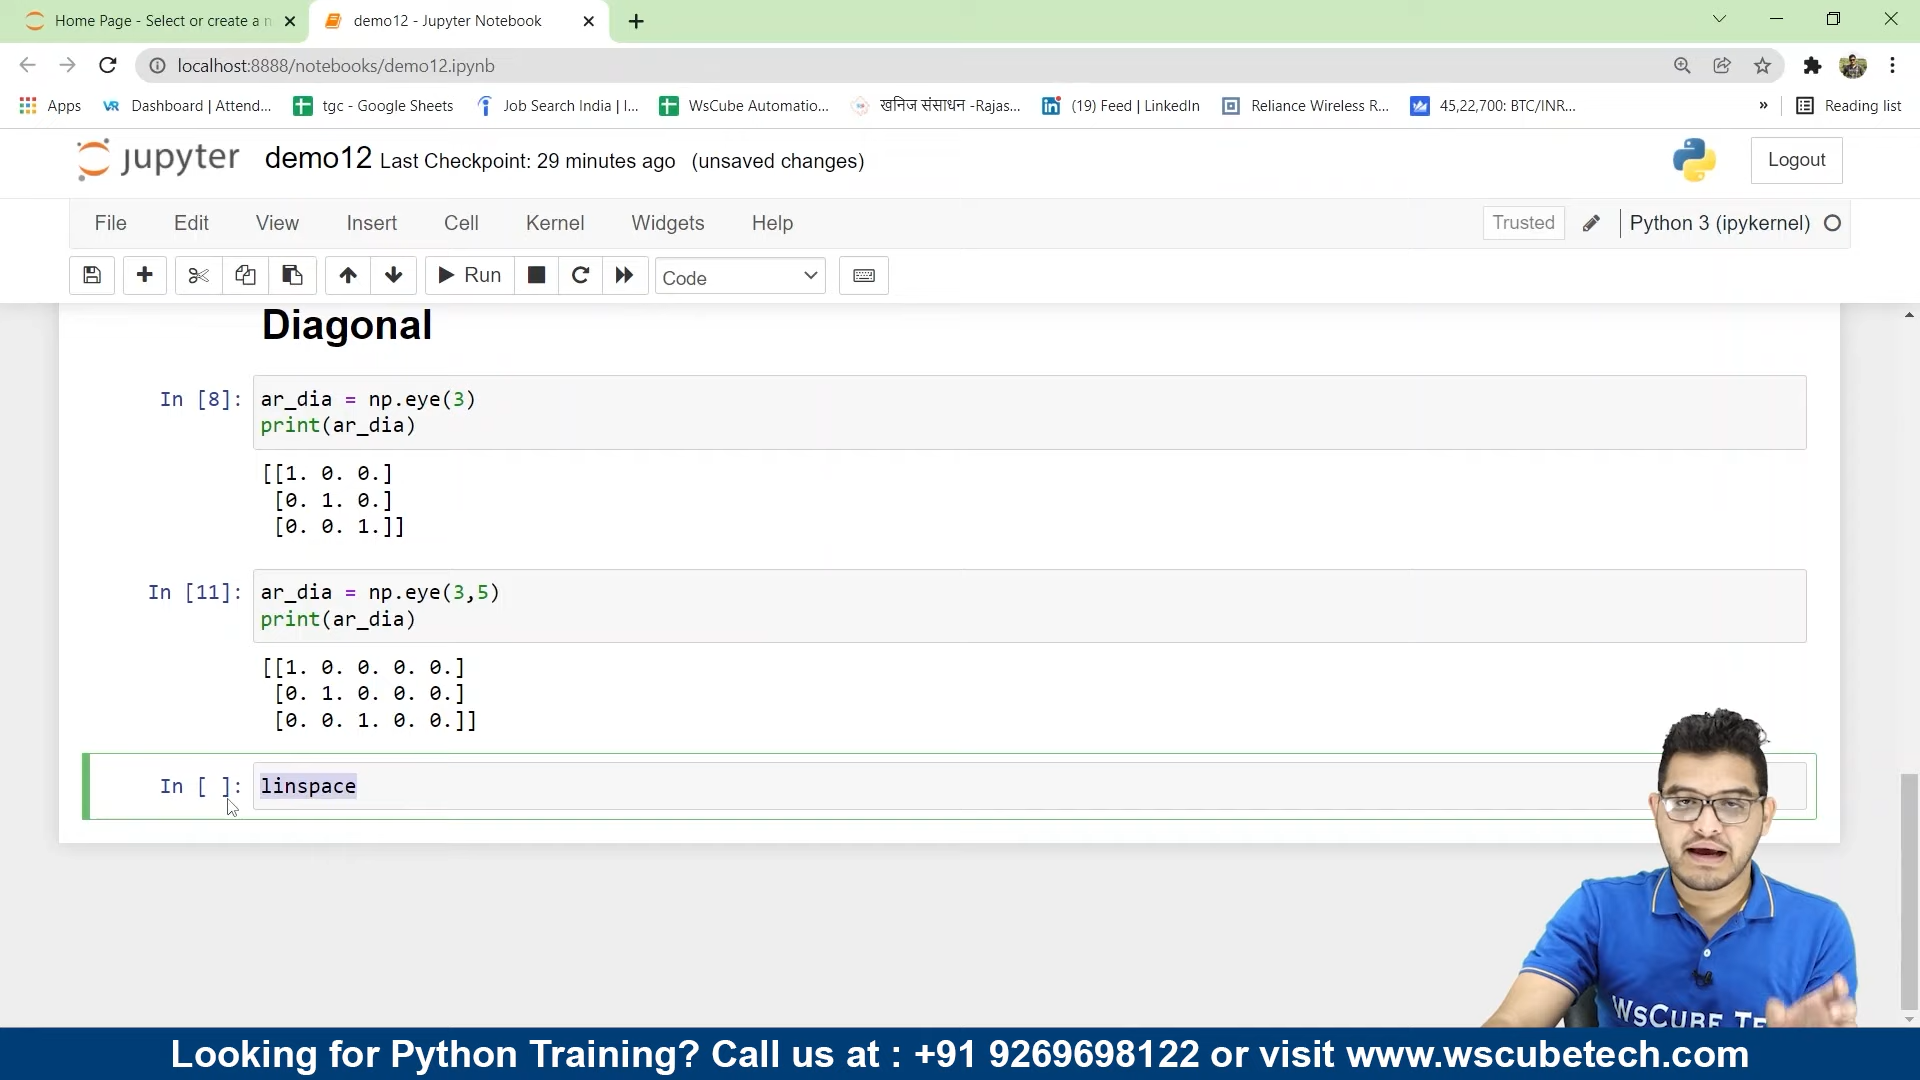 Home Page - Select or create a n
demo12 - Jupyter Notebook
localhost:8888/notebooks/demo12.ipynb
Apps
VR Dashboard | Attend...
tgc - Google Sheets
Job Search India | I...
WsCube Automatio...
खनिज संसाधन -Rajas...
(19) Feed | LinkedIn
Reliance Wireless R...
45,22,700: BTC/INR...
»
Reading list
jupyter demo12 Last Checkpoint: 29 minutes ago (unsaved changes)
Logout
File Edit View Insert Cell Kernel Widgets Help
Trusted
Python 3 (ipykernel)
Run
Code
Diagonal
In [8]: ar_dia = np.eye(3)
print(ar_dia)
[[1. 0. 0.]
[0. 1. 0.]
[0. 0. 1.]]
In [11]: ar_dia = np.eye(3,5)
print(ar_dia)
[[1. 0. 0. 0. 0.]
[0. 1. 0. 0. 0.]
[0. 0. 1. 0. 0.]]
In [ ]: linspace
WsCube Te
Looking for Python Training? Call us at : +91 9269698122 or visit www.wscubetech.com